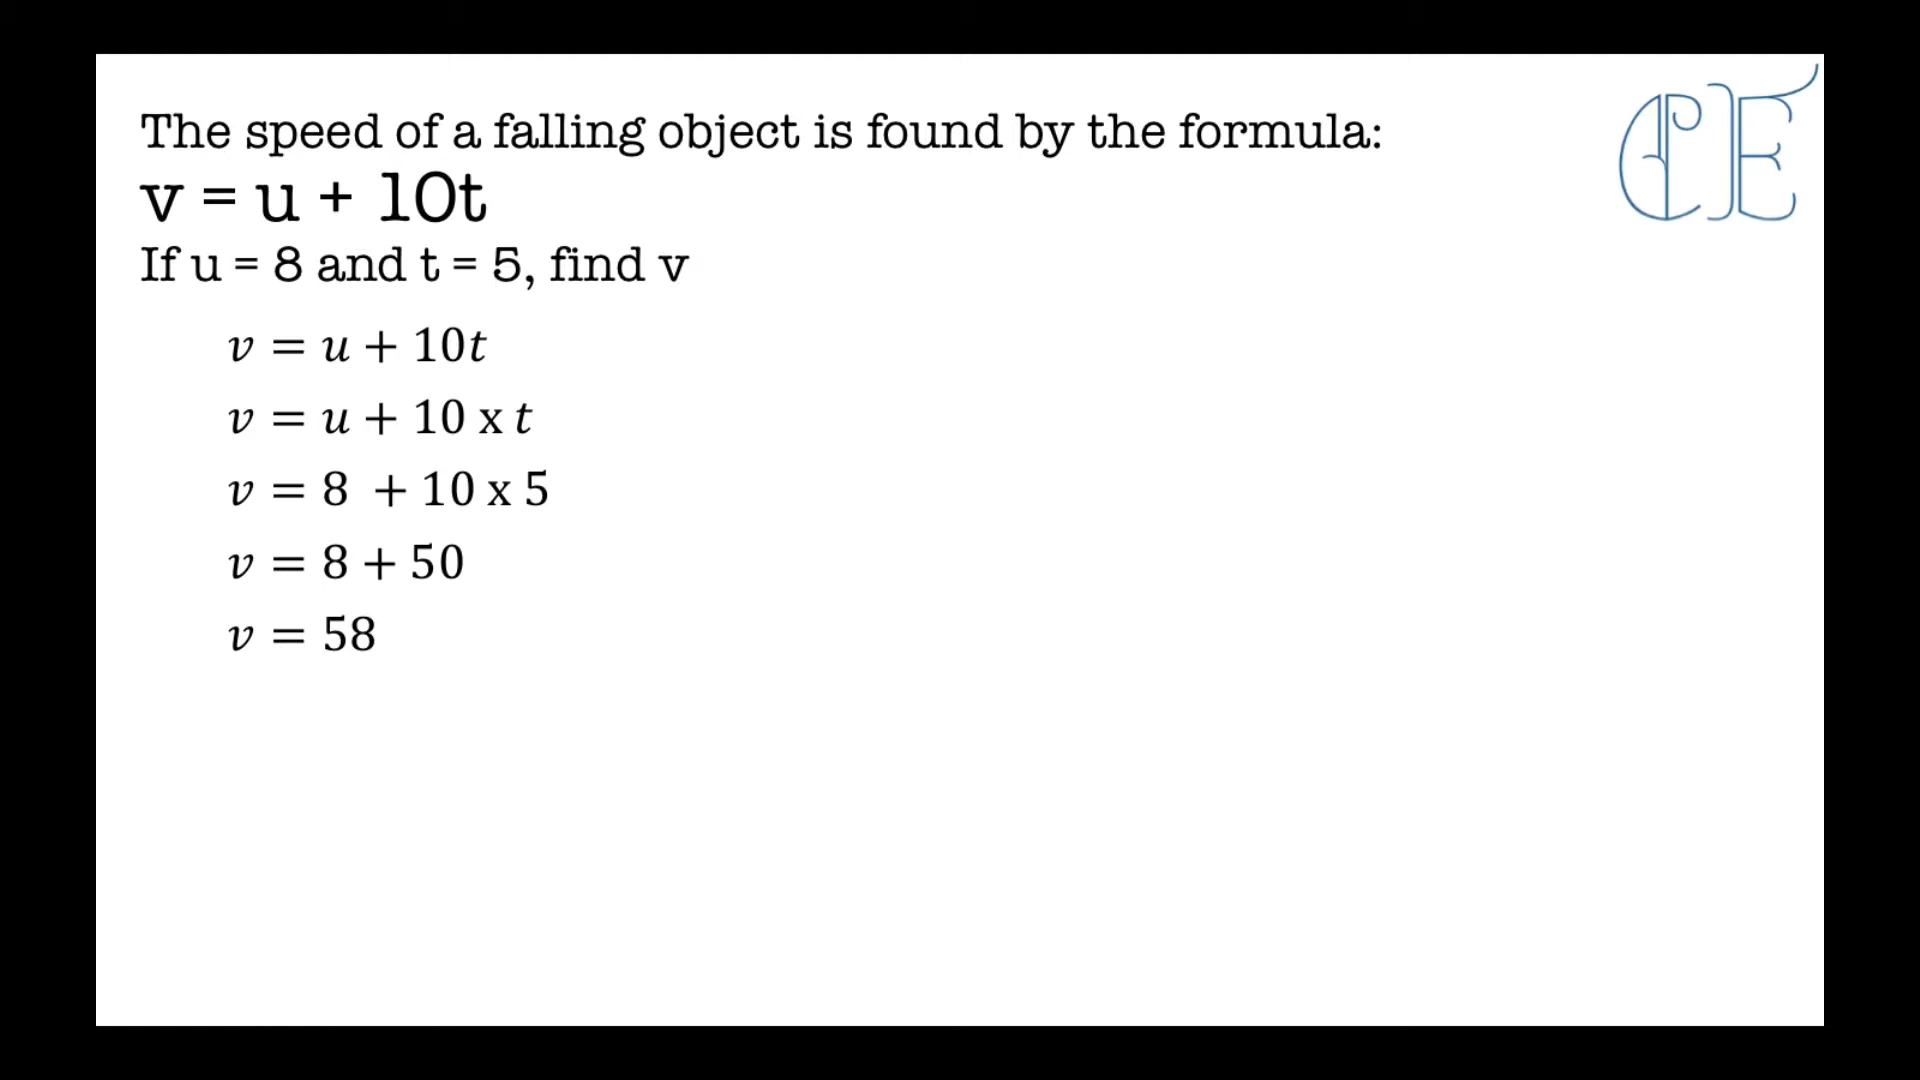 The speed of a falling object is found by the formula:
v = u + 10t
If u = 8 and t = 5, find v
v = u + 10t
v = u + 10 x t
v = 8 + 10 x 5
v = 8 + 50
v = 58